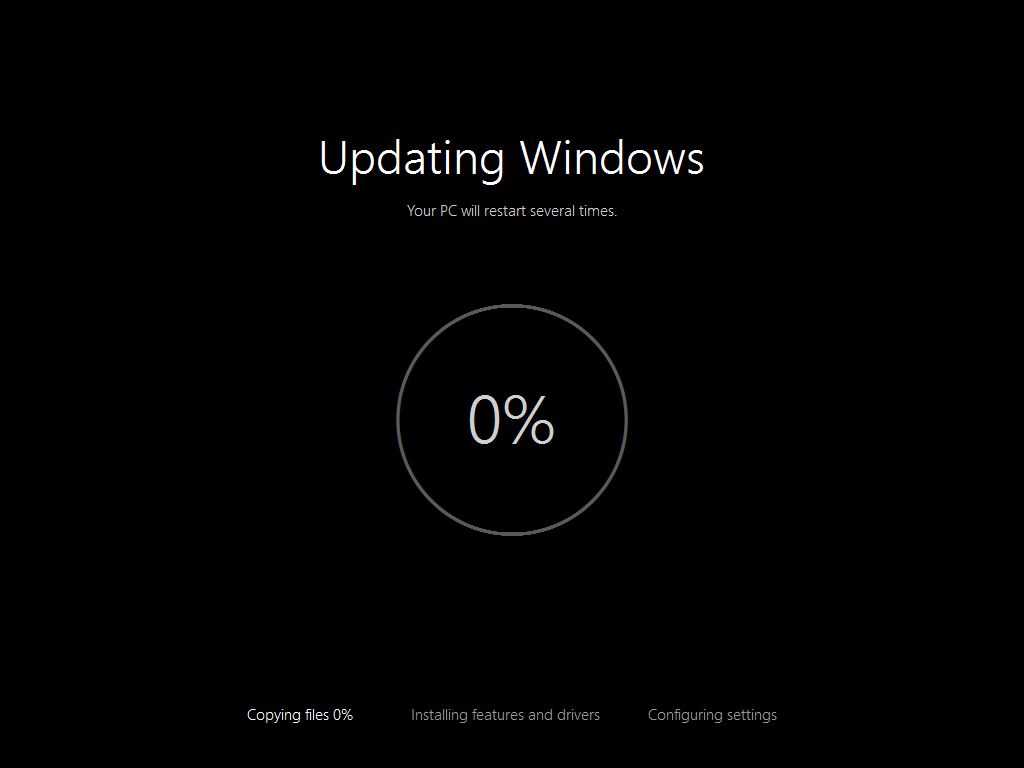 Updating Windows
Your PC will restart several times.
0%
Copying files 0% Installing features and drivers Configuring settings